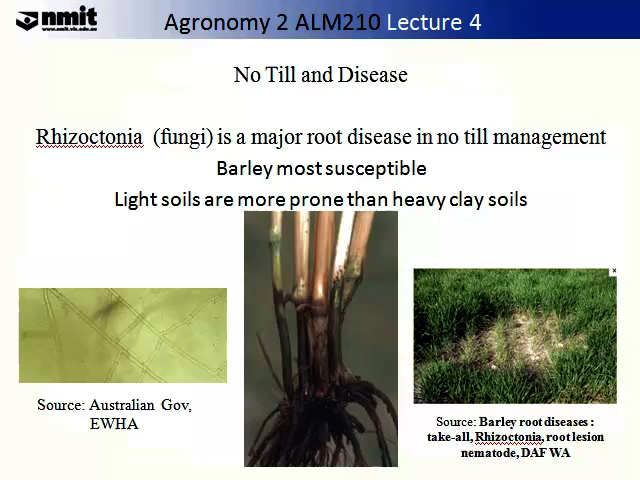 nmit
www.nmit.vic.edu.au
Agronomy 2 ALM210 Lecture 4
No Till and Disease
Rhizoctonia (fungi) is a major root disease in no till management
Barley most susceptible
Light soils are more prone than heavy clay soils
Source: Australian Gov,
EWHA
Source: Barley root diseases :
take-all, Rhizoctonia, root lesion
nematode, DAF WA